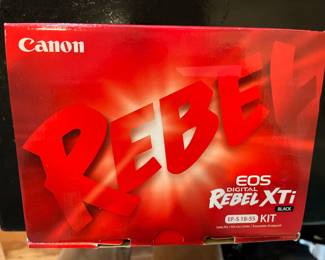 Canon
REBEL
EOS
DIGITAL
REBEL XTi
BLACK
EF-S 18-55 KIT